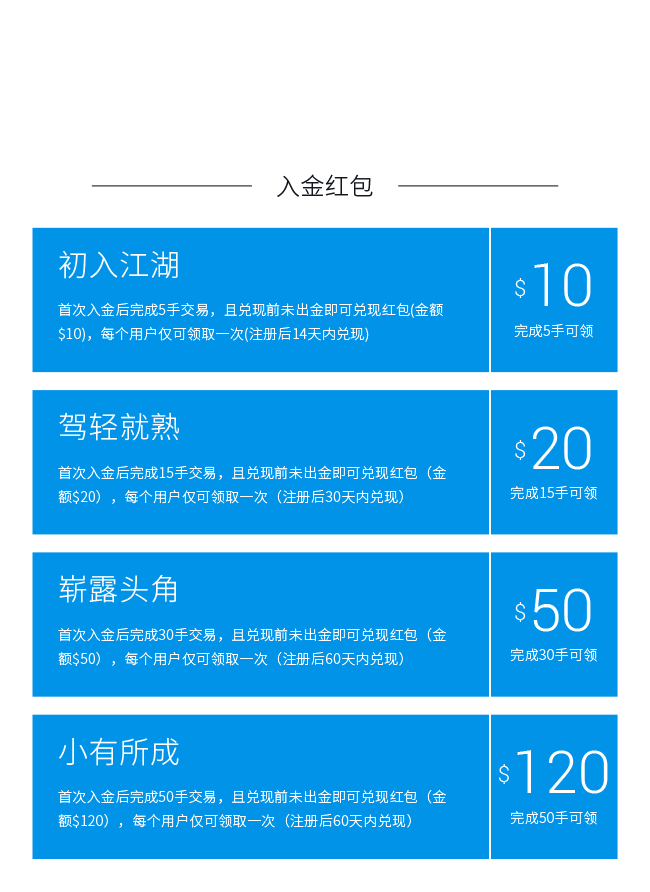 入金红包
初入江湖
首次入金后完成5手交易，且兑现前未出金即可兑现红包(金额
$10)，每个用户仅可领取一次(注册后14天内兑现)
$10
完成5手可领
驾轻就熟
首次入金后完成15手交易，且兑现前未出金即可兑现红包（金
额$20），每个用户仅可领取一次（注册后30天内兑现）
$20
完成15手可领
崭露头角
首次入金后完成30手交易，且兑现前未出金即可兑现红包（金
额$50），每个用户仅可领取一次（注册后60天内兑现）
$50
完成30手可领
小有所成
首次入金后完成50手交易，且兑现前未出金即可兑现红包（金
额$120），每个用户仅可领取一次（注册后60天内兑现）
$120
完成50手可领